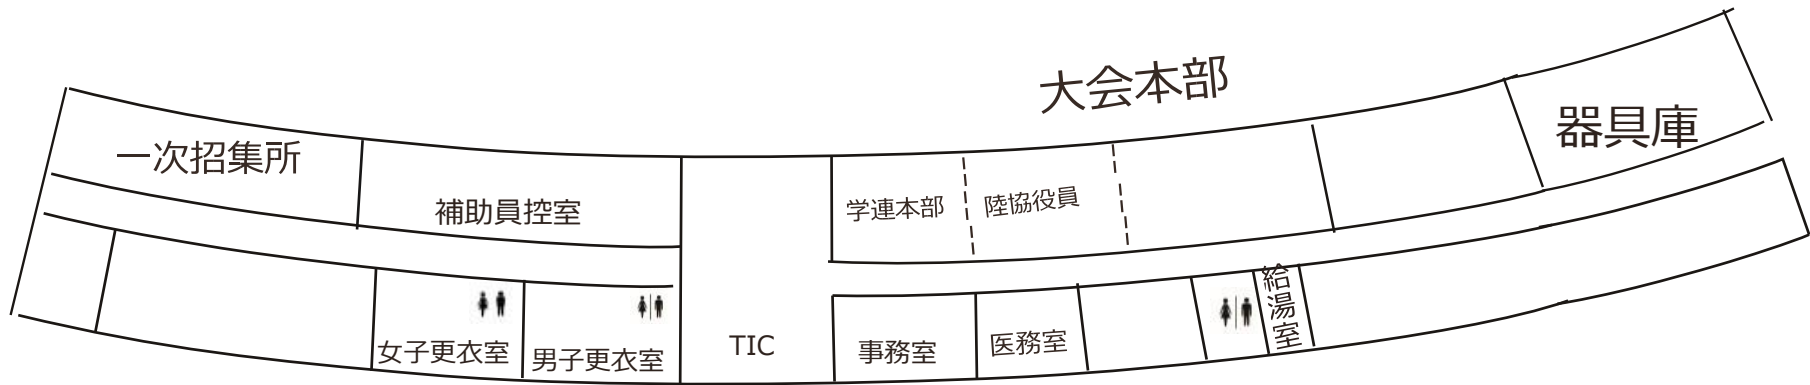 大会本部
一次招集所
補助員控室
学連本部
陸協役員
器具庫
女子更衣室
男子更衣室
TIC
事務室
医務室
給湯室